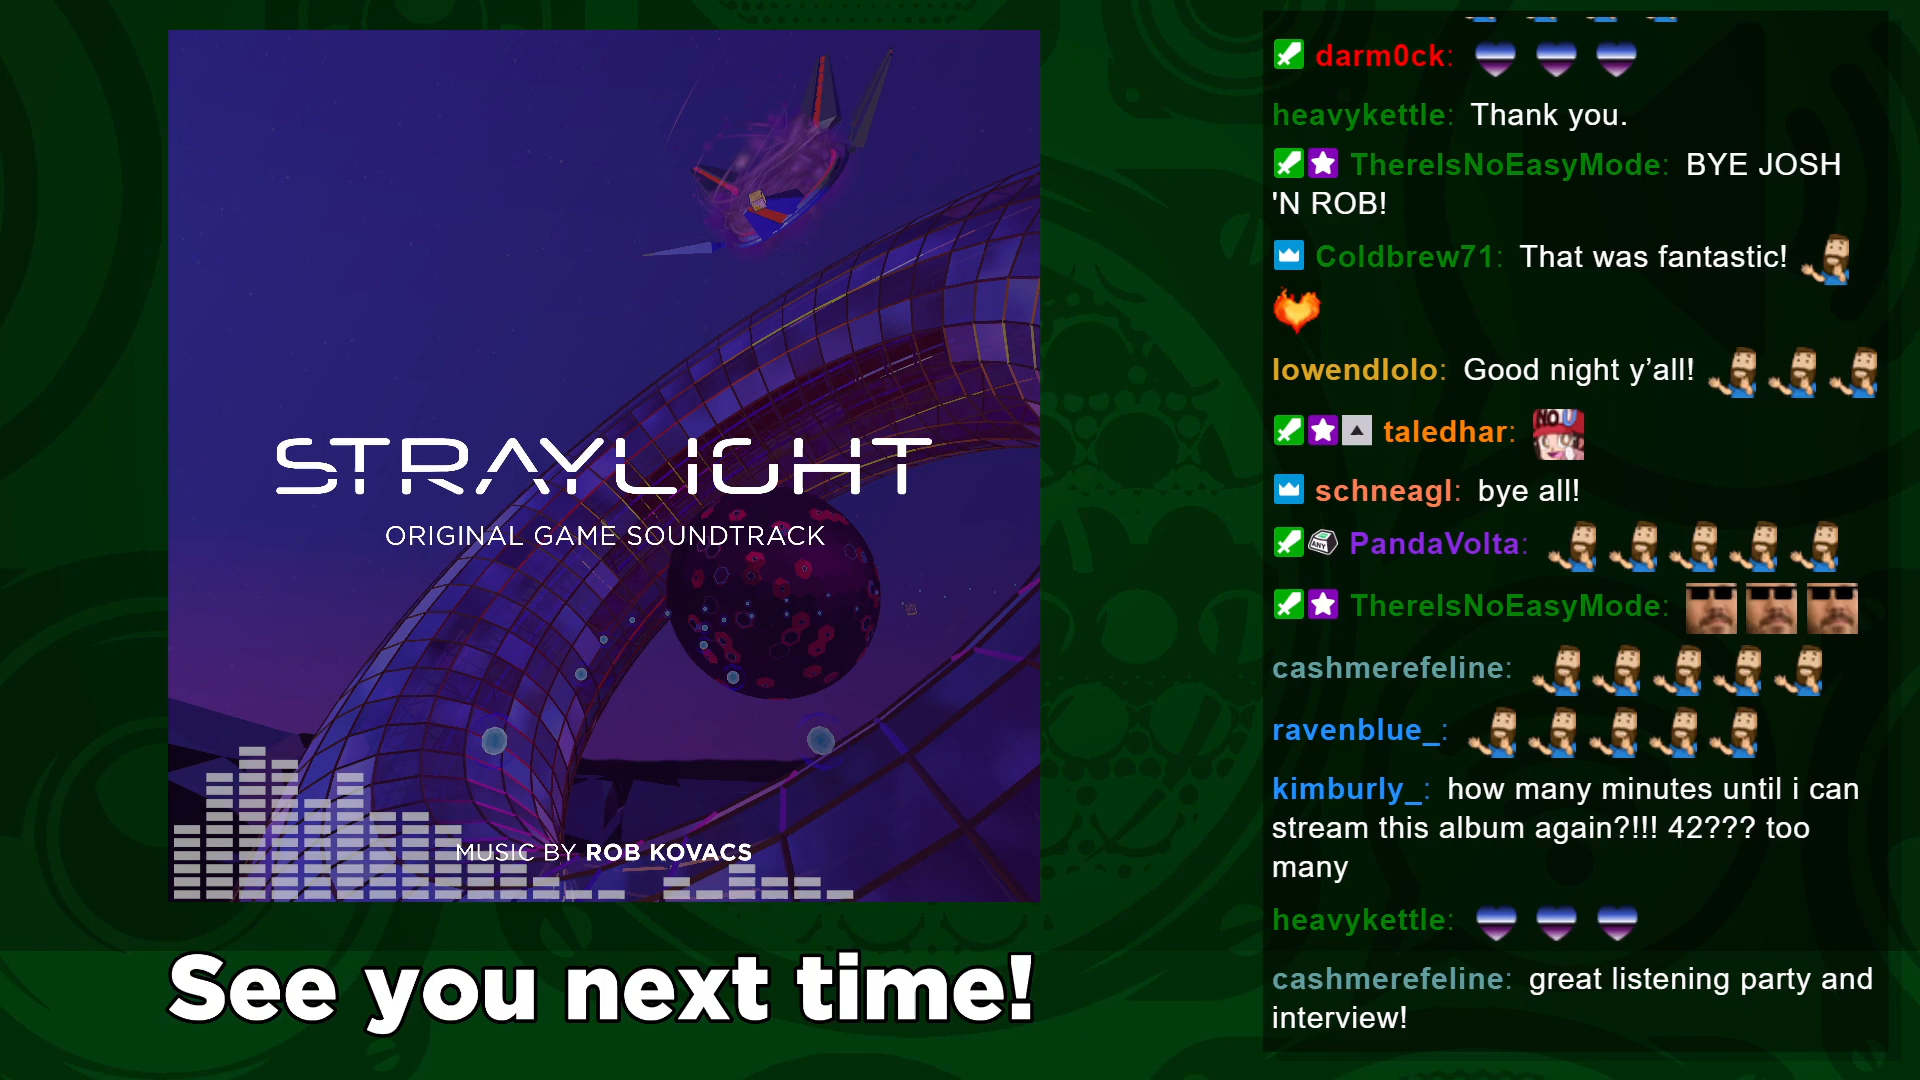 STRAYLIGHT
ORIGINAL GAME SOUNDTRACK
MUSIC BY ROB KOVACS
See you next time!
darm0ck:
heavykettle: Thank you.
ThereIsNoEasyMode: BYE JOSH
'N ROB!
Coldbrew71: That was fantastic!
lowendlolo: Good night y’all!
taledhar: NO U
schneagl: bye all!
ANY PandaVolta:
ThereIsNoEasyMode:
cashmerefeline:
ravenblue_:
kimburly_: how many minutes until i can
stream this album again?!!! 42??? too
many
heavykettle:
cashmerefeline: great listening party and
interview!